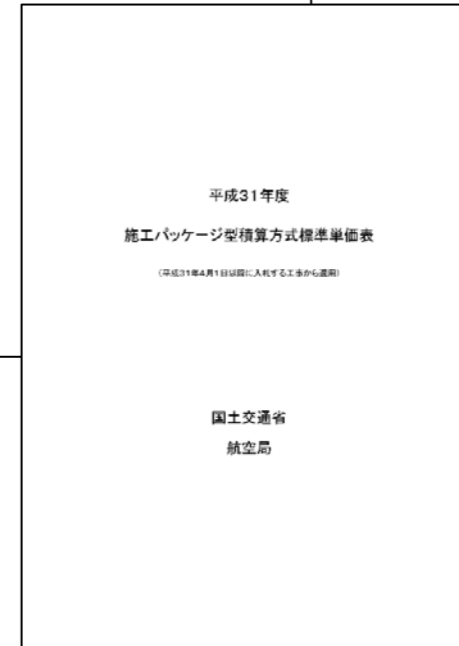 平成31年度
施工パッケージ型積算方式標準単価表
(平成31年4月1日以降に入札する工事から適用)
国土交通省
航空局